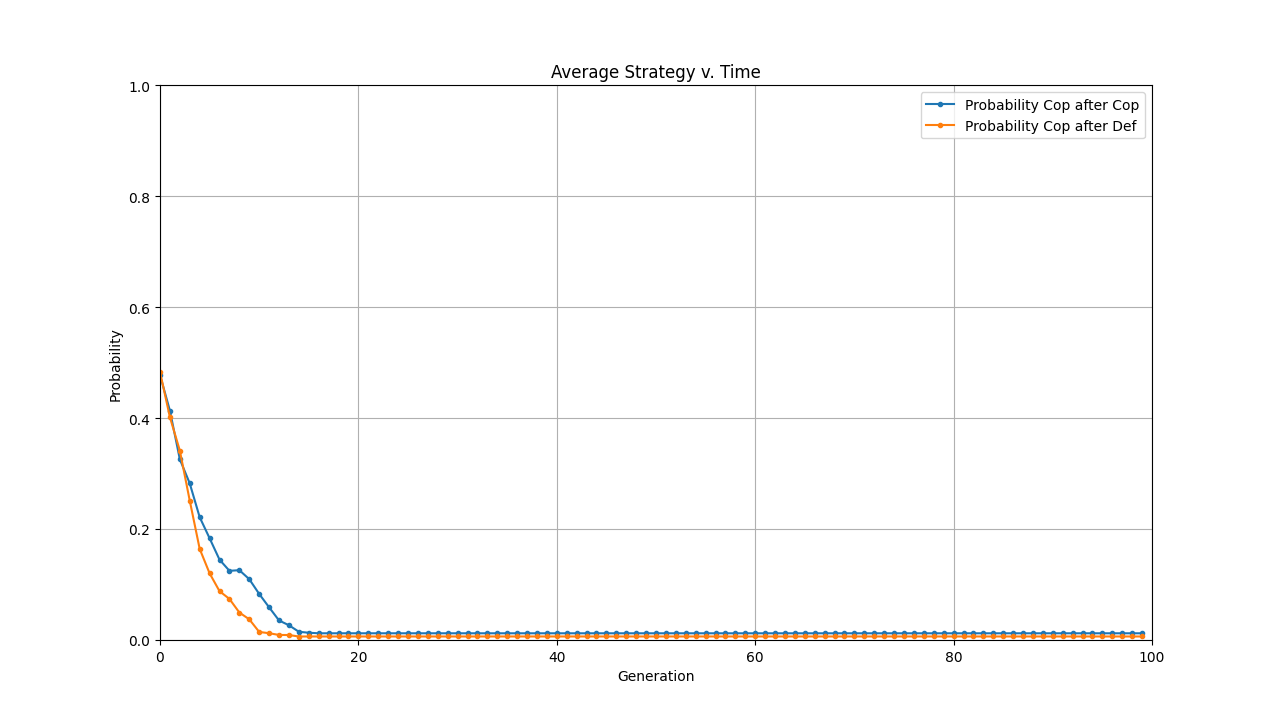 Average Strategy v. Time
Probability Cop after Cop
Probability Cop after Def
1.0
0.8
0.6
0.4
0.2
0.0
Probability
0 20 40 60 80 100
Generation